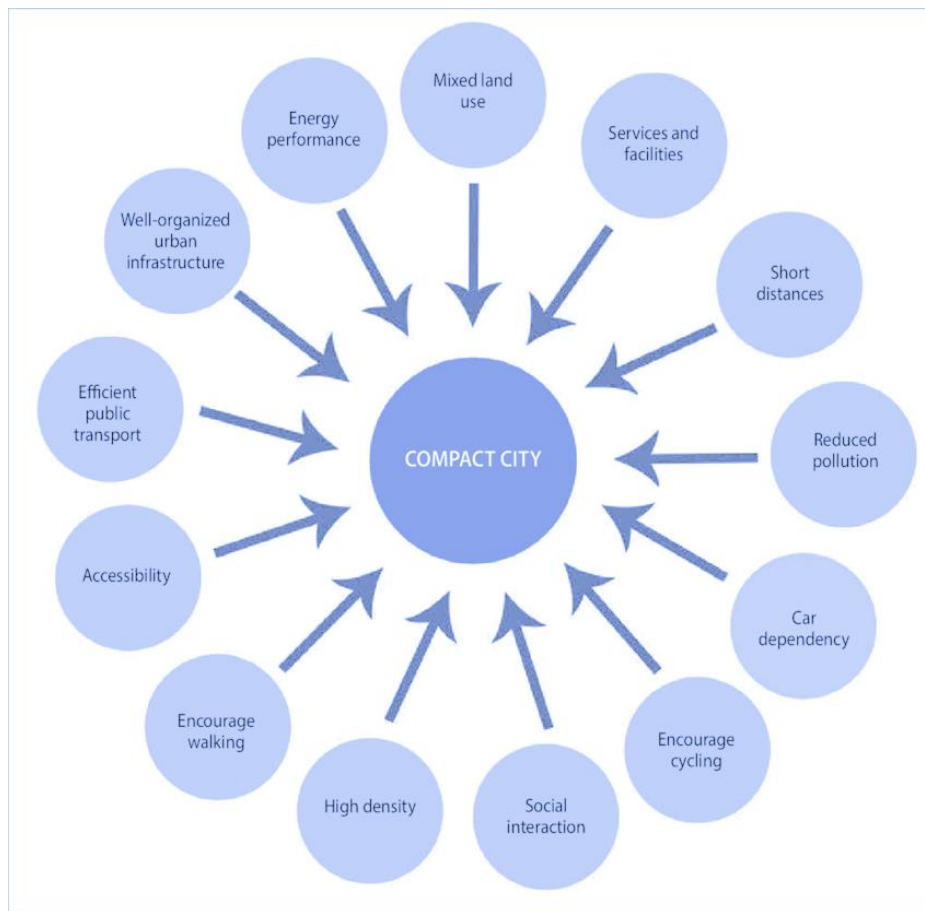 Mixed land
use
Services and
facilities
Short
distances
Reduced
pollution
Car
dependency
Encourage
cycling
Social
interaction
High density
Encourage
walking
Accessibility
Efficient
public
transport
Well-organized
urban
infrastructure
Energy
performance
COMPACT CITY